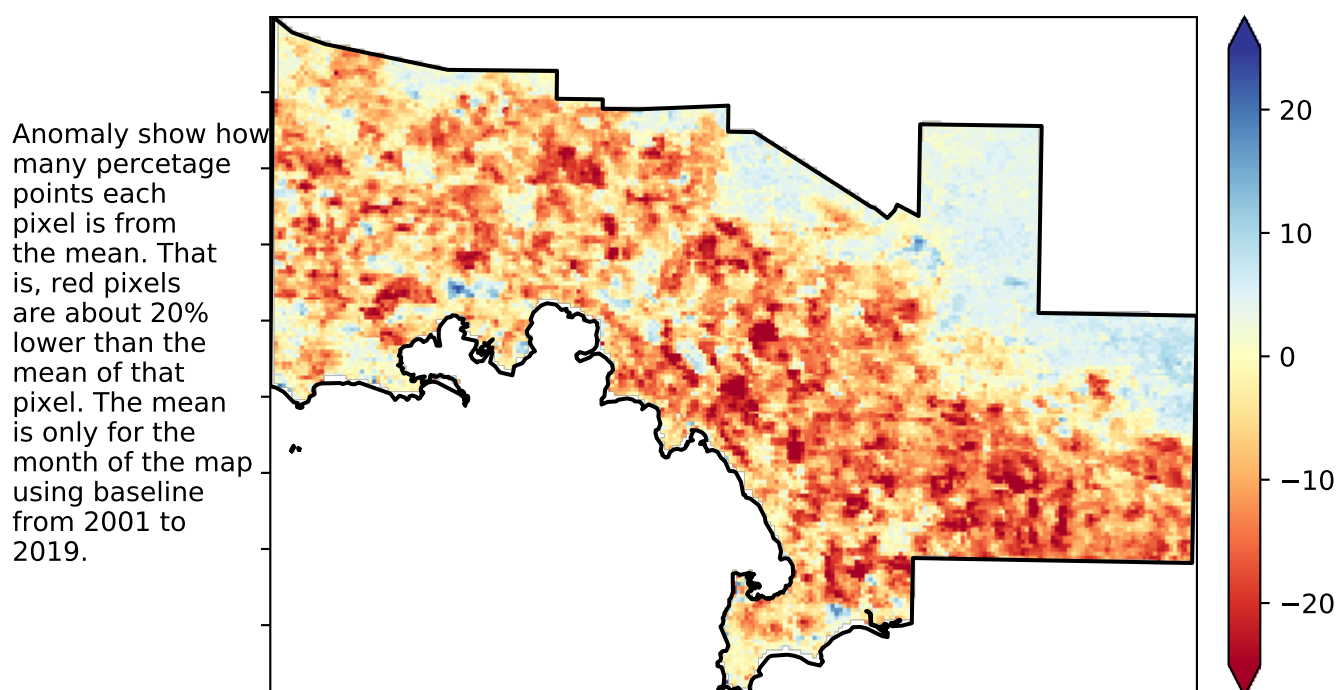 Anomaly show how
many percetage
points each
pixel is from
the mean. That
is, red pixels
are about 20%
lower than the
mean of that
pixel. The mean
is only for the
month of the map
using baseline
from 2001 to
2019.
20
10
0
−10
−20